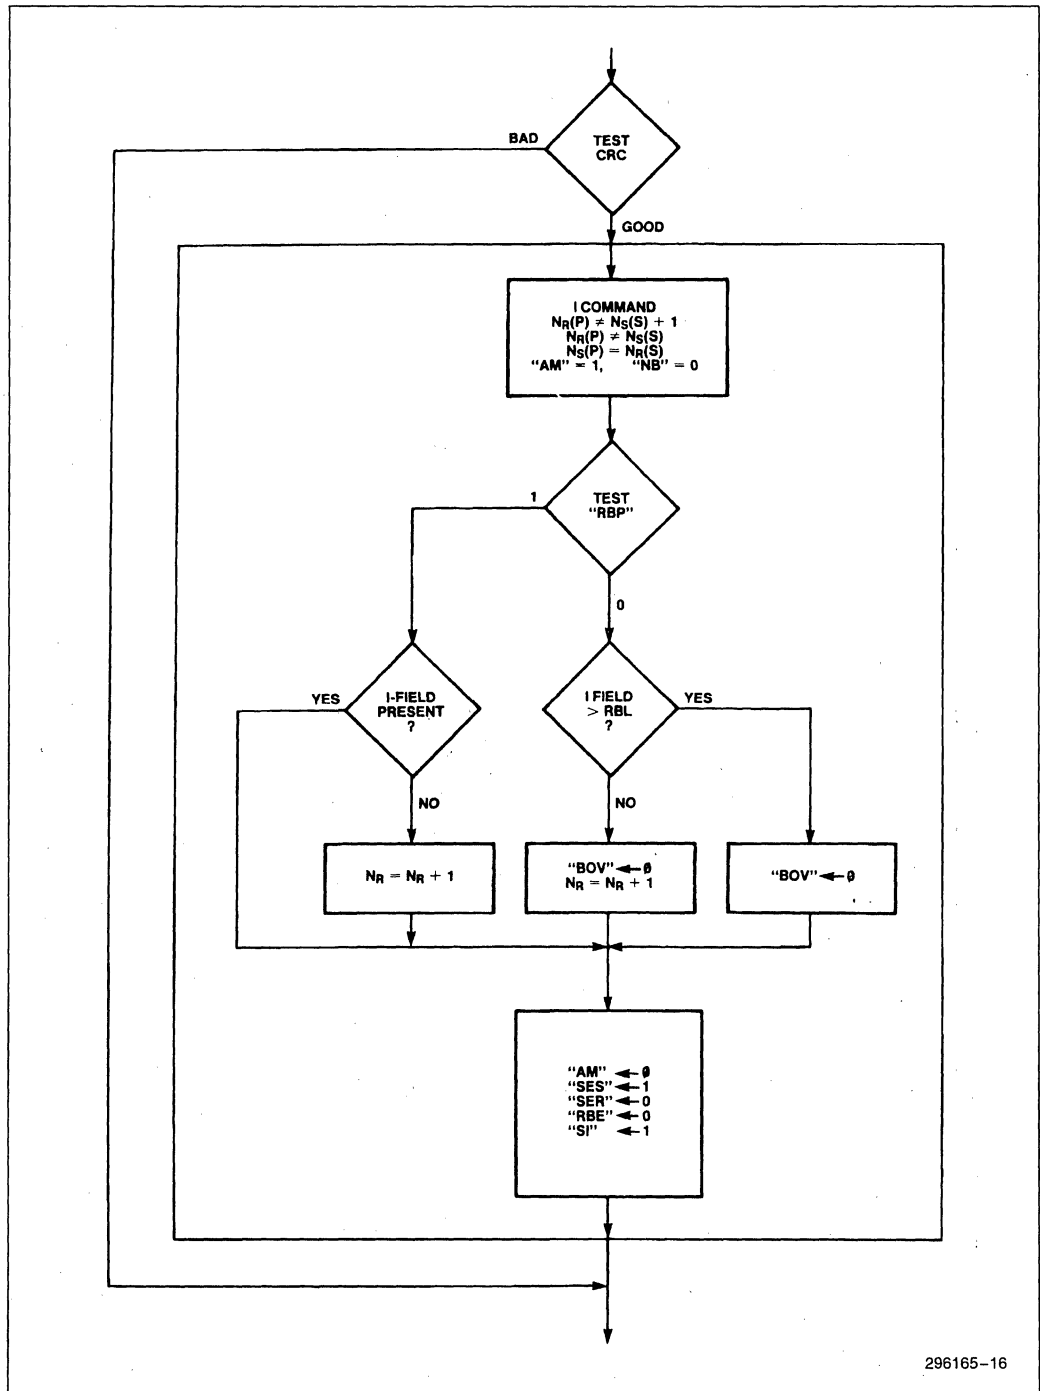 BAD
TEST
CRC
GOOD
I COMMAND
NR(P) ≠ NS(S) + 1
NR(P) ≠ NS(S)
NS(P) = NR(S)
"AM" = 1, "NB" = 0
1
TEST
"RBP"
0
YES
I-FIELD
PRESENT
?
I FIELD
> RBL
?
YES
NO
NO
NR = NR + 1
"BOV" ← 0
NR = NR + 1
"BOV" ← 0
"AM" ← 0
"SES" ← 1
"SER" ← 0
"RBE" ← 0
"SI" ← 1
296165-16